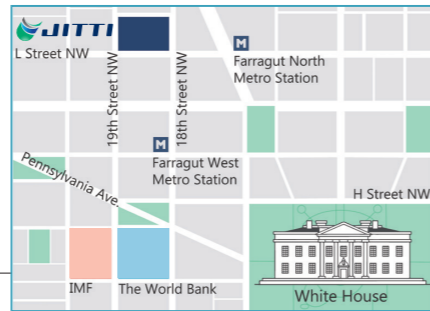 JITTI
L Street NW
19th Street NW
18th Street NW
M
Farragut North
Metro Station
M
Farragut West
Metro Station
Pennsylvania Ave.
H Street NW
IMF
The World Bank
White House